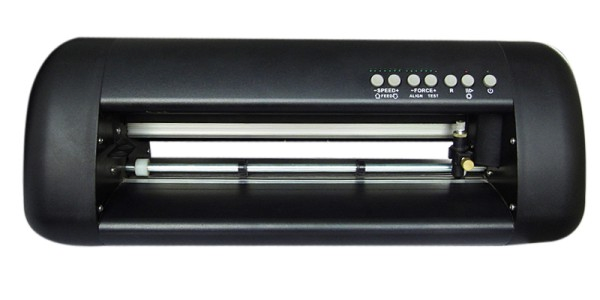 −SPEED+ −FORCE+ R
FEED ALIGN TEST